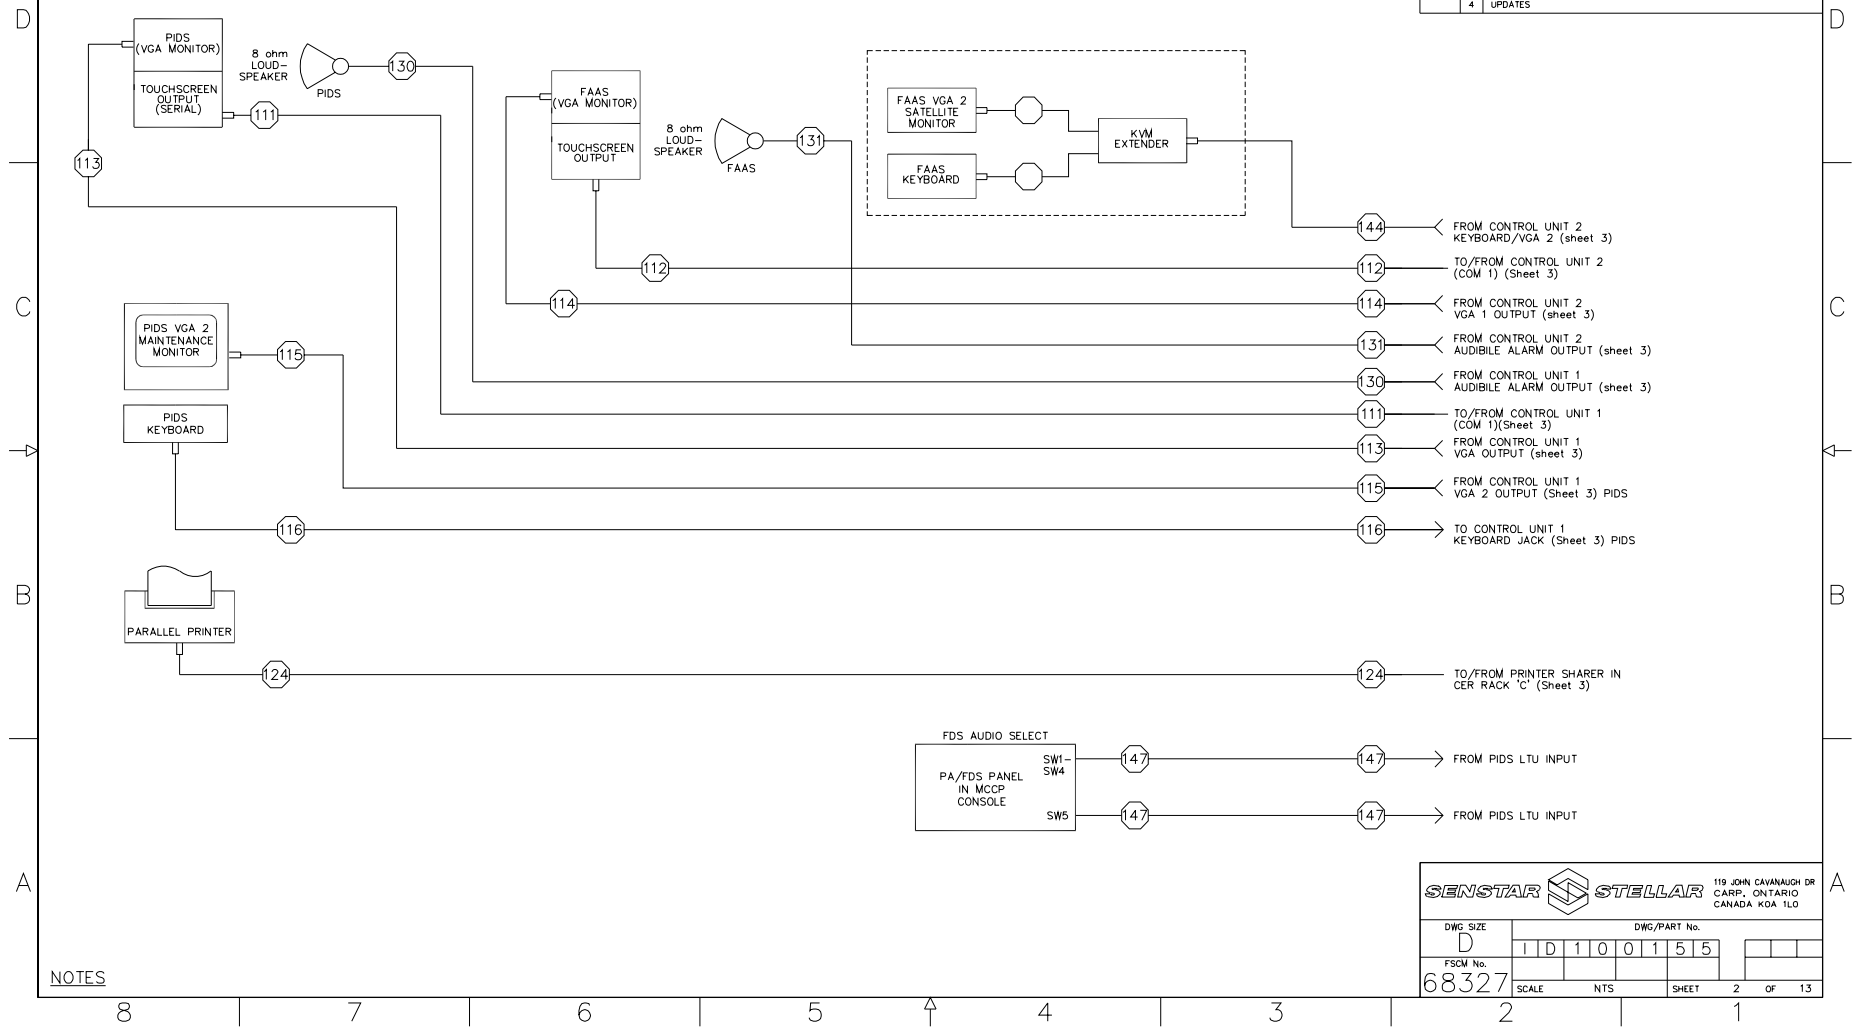 D
D
4 UPDATES
PIDS
(VGA MONITOR)
TOUCHSCREEN
OUTPUT
(SERIAL)
8 ohm
LOUD-
SPEAKER
PIDS
130
111
113
FAAS
(VGA MONITOR)
TOUCHSCREEN
OUTPUT
8 ohm
LOUD-
SPEAKER
FAAS
131
FAAS VGA 2
SATELLITE
MONITOR
FAAS
KEYBOARD
KVM
EXTENDER
144
FROM CONTROL UNIT 2
KEYBOARD/VGA 2 (sheet 3)
112
112
TO/FROM CONTROL UNIT 2
(COM 1) (Sheet 3)
C
C
114
114
FROM CONTROL UNIT 2
VGA 1 OUTPUT (sheet 3)
PIDS VGA 2
MAINTENANCE
MONITOR
115
131
FROM CONTROL UNIT 2
AUDIBILE ALARM OUTPUT (sheet 3)
130
FROM CONTROL UNIT 1
AUDIBILE ALARM OUTPUT (sheet 3)
PIDS
KEYBOARD
111
TO/FROM CONTROL UNIT 1
(COM 1)(Sheet 3)
113
FROM CONTROL UNIT 1
VGA OUTPUT (sheet 3)
115
FROM CONTROL UNIT 1
VGA 2 OUTPUT (Sheet 3) PIDS
116
116
TO CONTROL UNIT 1
KEYBOARD JACK (Sheet 3) PIDS
B
B
PARALLEL PRINTER
124
124
TO/FROM PRINTER SHARER IN
CER RACK 'C' (Sheet 3)
FDS AUDIO SELECT
PA/FDS PANEL
IN MCCP
CONSOLE
SW1-
SW4
SW5
147
147
FROM PIDS LTU INPUT
147
147
FROM PIDS LTU INPUT
A
A
SENSTAR STELLAR
119 JOHN CAVANAUGH DR
CARP, ONTARIO
CANADA K0A 1L0
DWG SIZE
D
DWG/PART No.
I D 1 0 0 1 5 5
FSCM No.
68327
SCALE NTS SHEET 2 OF 13
NOTES
8 7 6 5 4 3 2 1